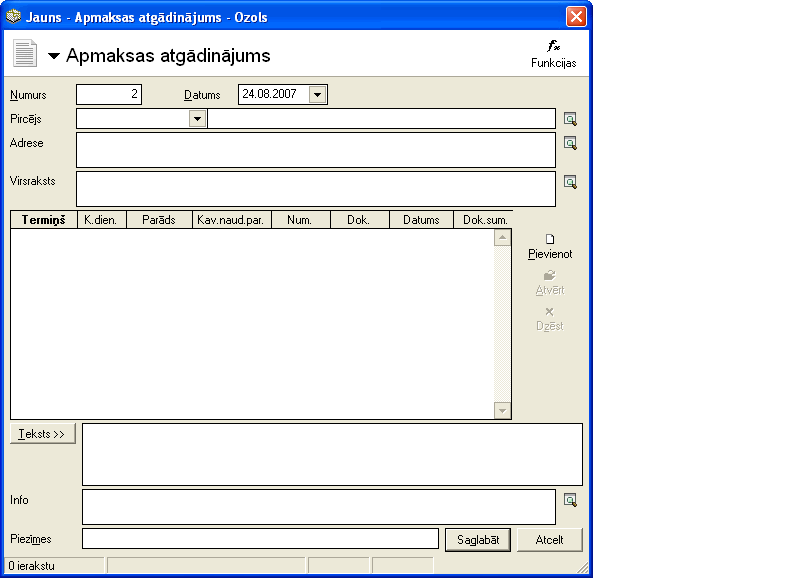 Jauns - Apmaksas atgādinājums - Ozols
Apmaksas atgādinājums
Funkcijas
Numurs 2 Datums 24.08.2007
Pircējs
Adrese
Virsraksts
Termiņš K.dien. Parāds Kav.naud.par. Num. Dok. Datums Dok.sum.
Pievienot
Atvērt
Dzēst
Teksts >>
Info
Piezīmes Saglabāt Atcelt
0 ierakstu